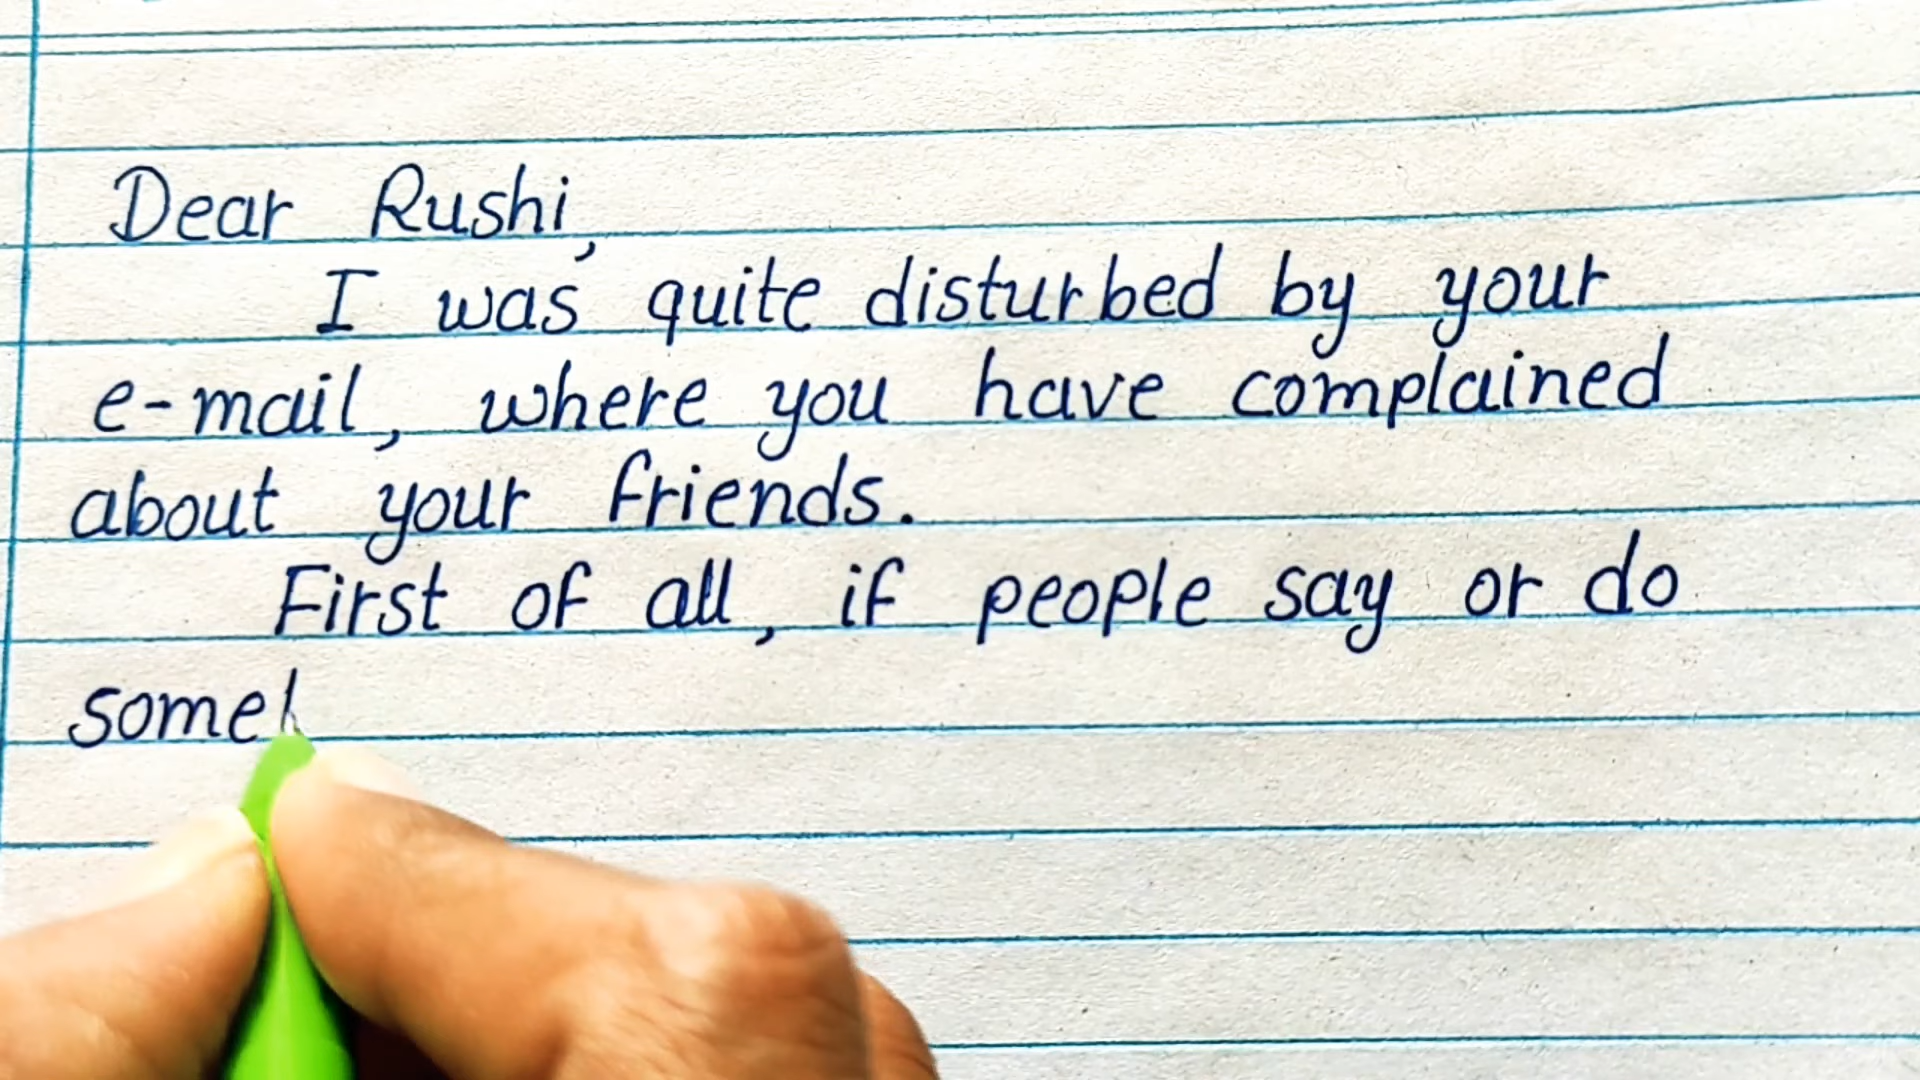 Dear Rushi,
I was quite disturbed by your
e-mail, where you have complained
about your friends.
First of all, if people say or do